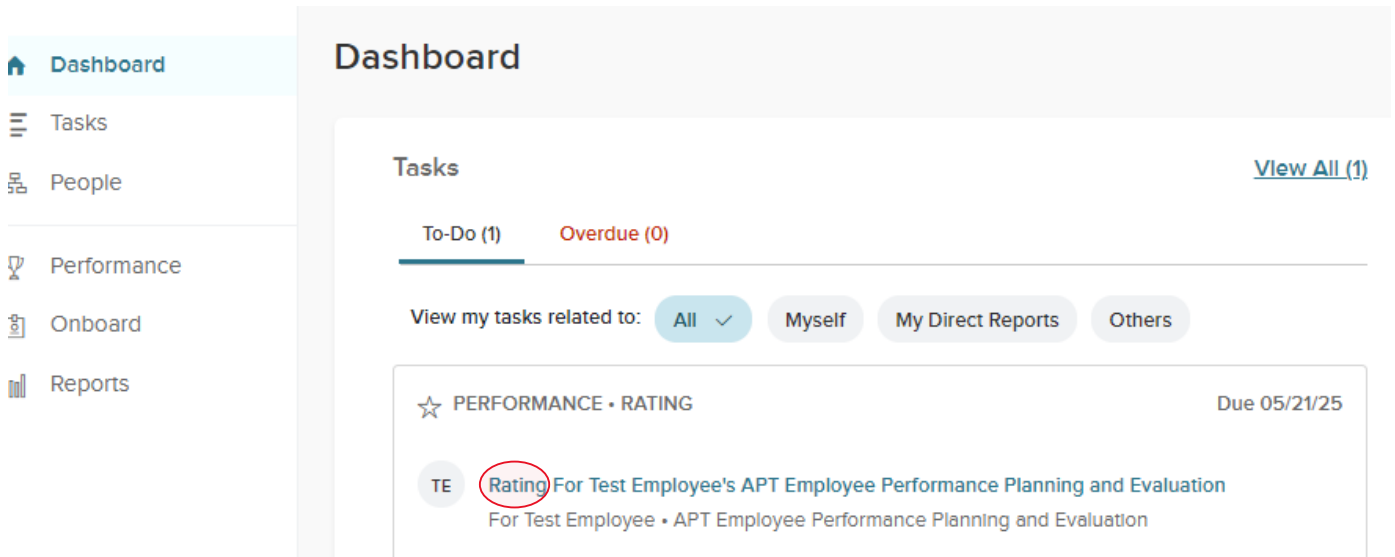 Dashboard
Tasks
People
Performance
Onboard
Reports
Dashboard
Tasks
View All (1)
To-Do (1)
Overdue (0)
View my tasks related to:
All
Myself
My Direct Reports
Others
PERFORMANCE • RATING
Due 05/21/25
TE
Rating For Test Employee's APT Employee Performance Planning and Evaluation
For Test Employee • APT Employee Performance Planning and Evaluation